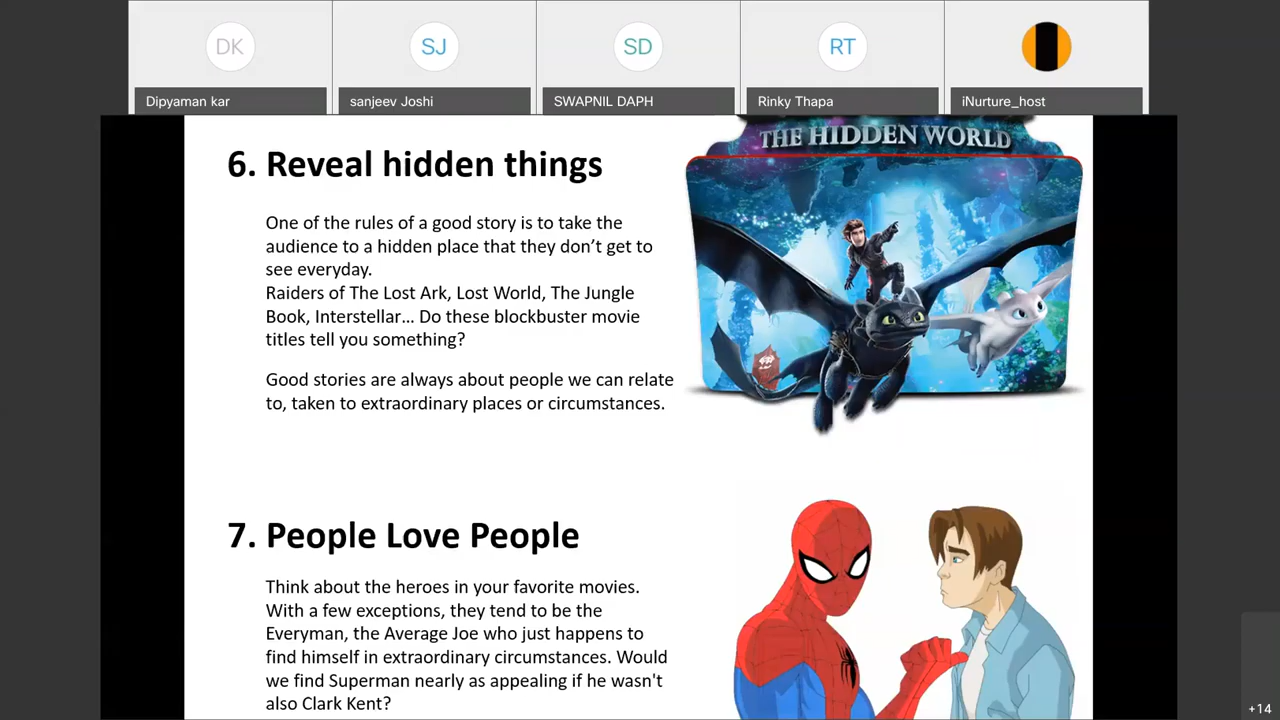 DK
SJ
SD
RT
Dipyaman kar
sanjeev Joshi
SWAPNIL DAPH
Rinky Thapa
iNurture_host
THE HIDDEN WORLD
6. Reveal hidden things
One of the rules of a good story is to take the
audience to a hidden place that they don’t get to
see everyday.
Raiders of The Lost Ark, Lost World, The Jungle
Book, Interstellar... Do these blockbuster movie
titles tell you something?
Good stories are always about people we can relate
to, taken to extraordinary places or circumstances.
7. People Love People
Think about the heroes in your favorite movies.
With a few exceptions, they tend to be the
Everyman, the Average Joe who just happens to
find himself in extraordinary circumstances. Would
we find Superman nearly as appealing if he wasn't
also Clark Kent?
+14